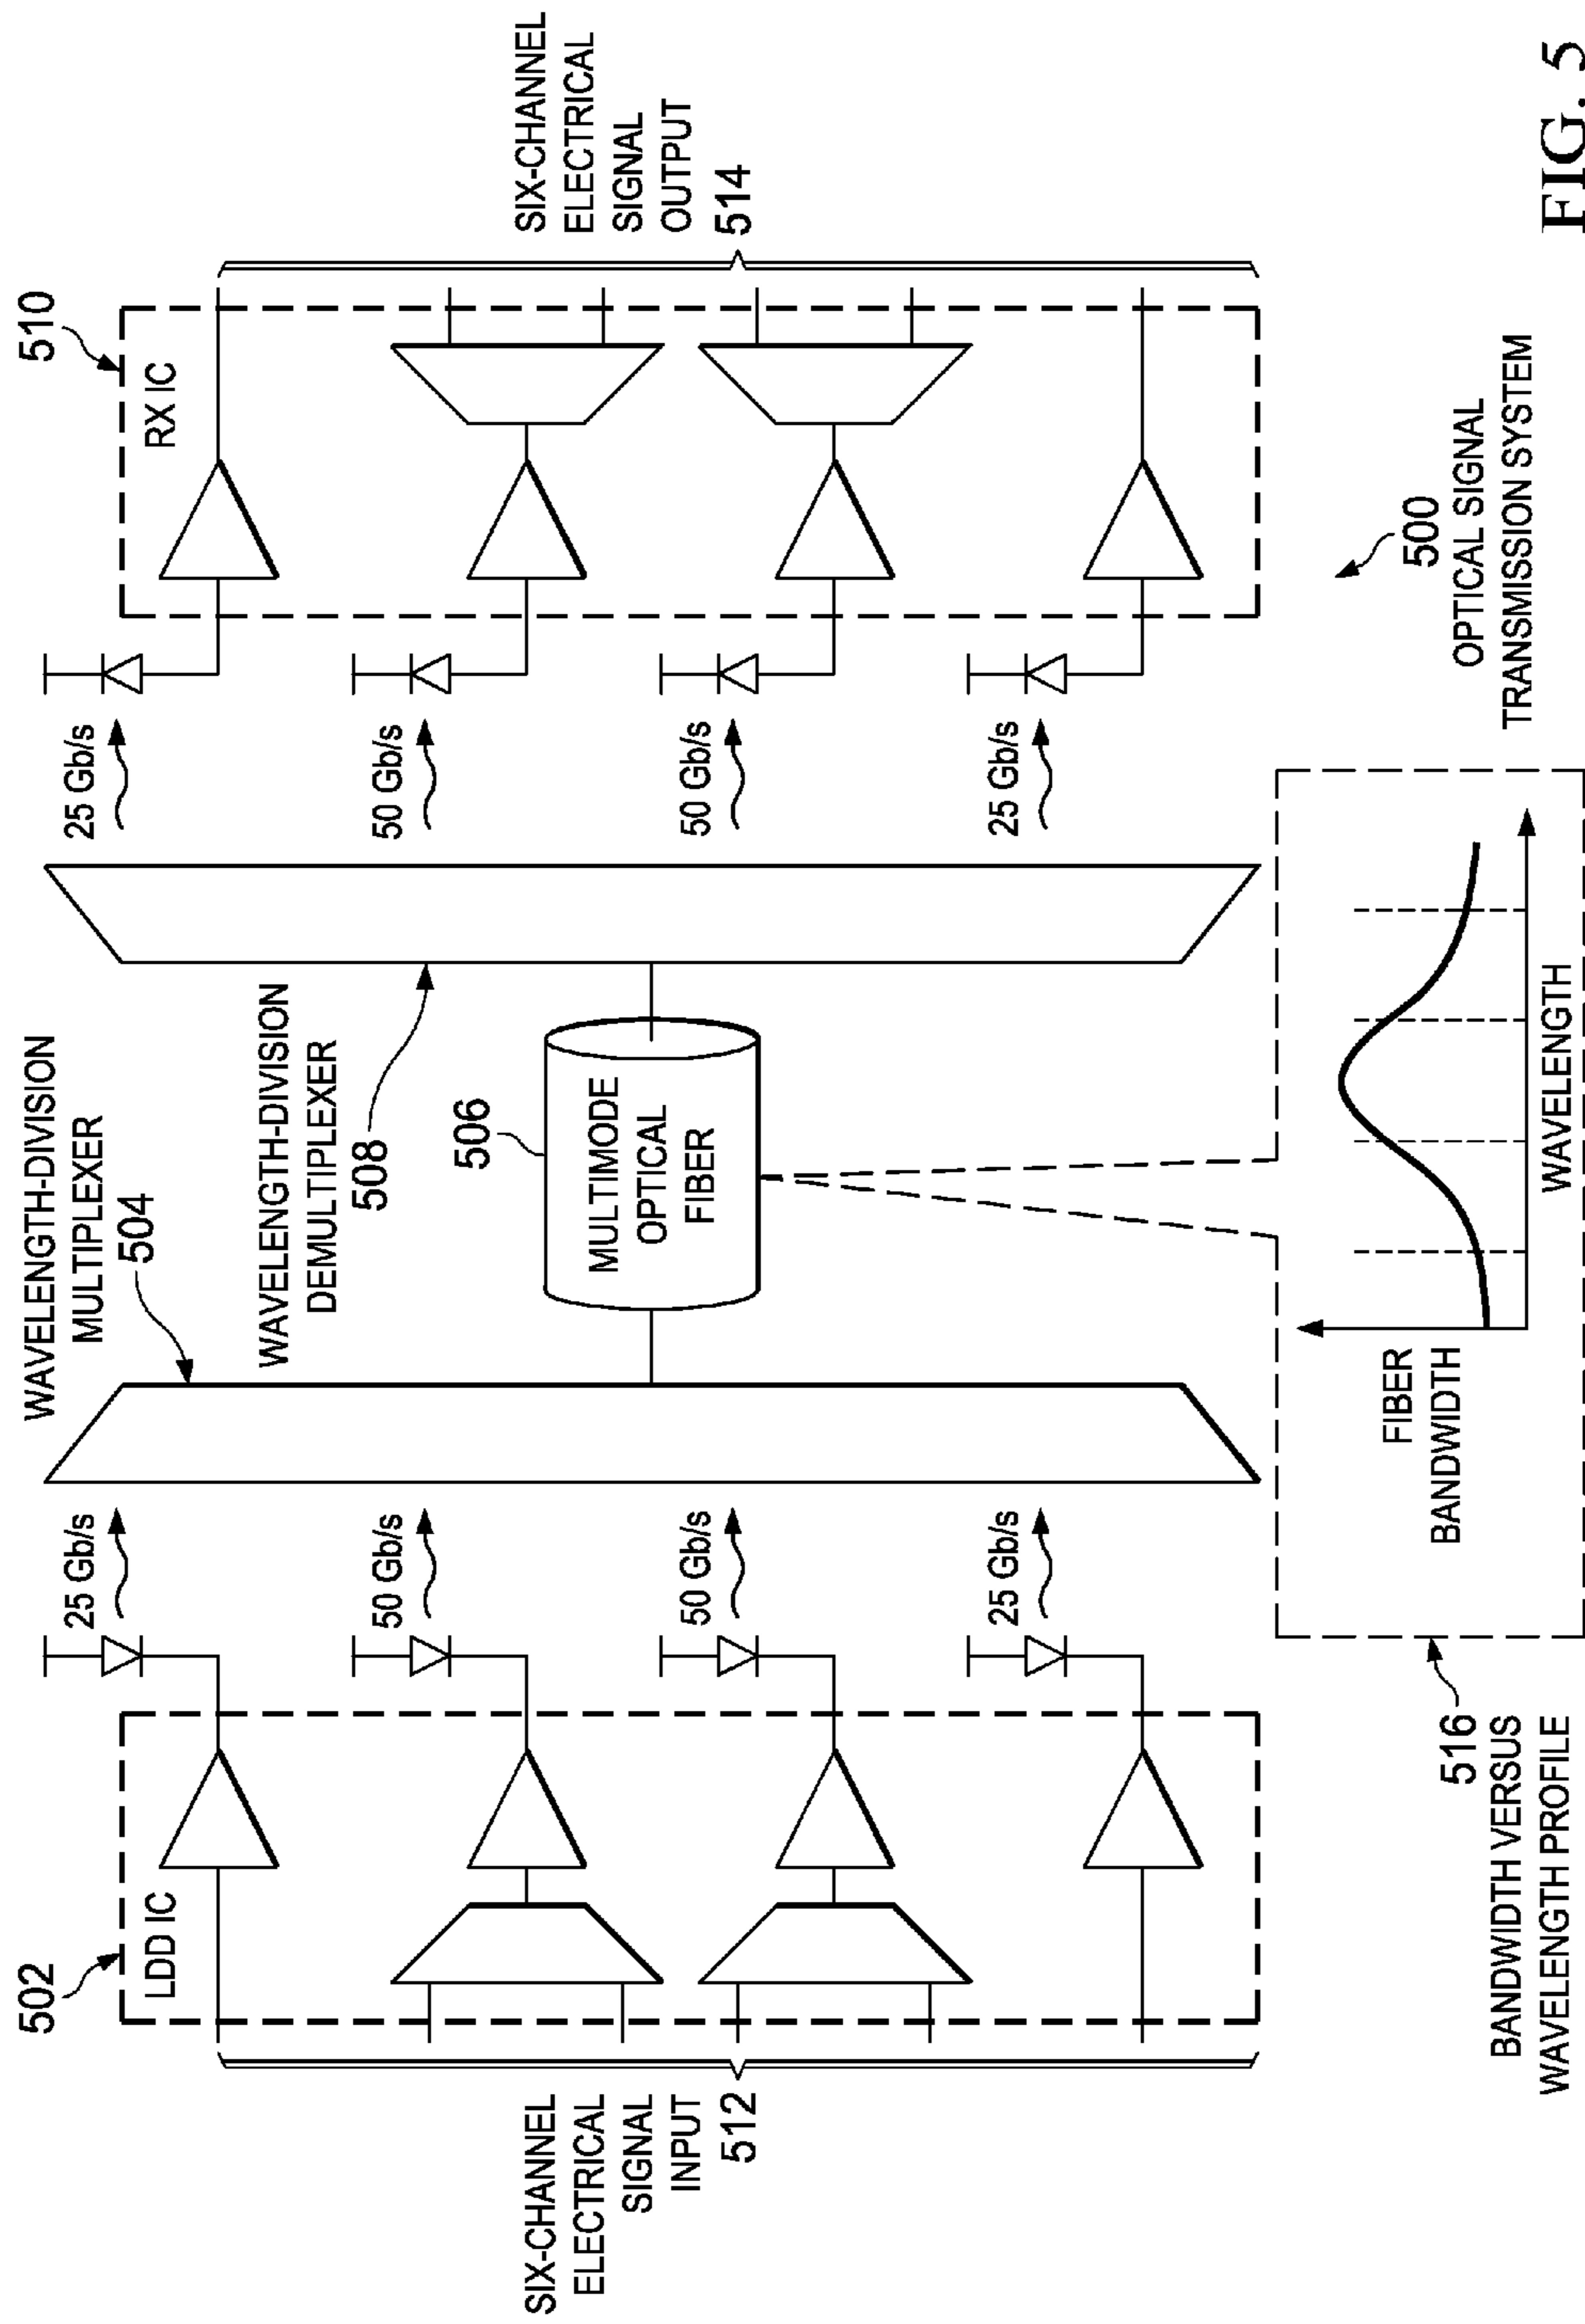 502
LDD IC
SIX-CHANNEL
ELECTRICAL
SIGNAL
INPUT
512
25 Gb/s
50 Gb/s
50 Gb/s
25 Gb/s
WAVELENGTH-DIVISION
MULTIPLEXER
504
WAVELENGTH-DIVISION
DEMULTIPLEXER
508
506
MULTIMODE
OPTICAL
FIBER
25 Gb/s
50 Gb/s
50 Gb/s
25 Gb/s
510
RX IC
SIX-CHANNEL
ELECTRICAL
SIGNAL
OUTPUT
514
516
BANDWIDTH VERSUS
WAVELENGTH PROFILE
FIBER
BANDWIDTH
WAVELENGTH
500
OPTICAL SIGNAL
TRANSMISSION SYSTEM
FIG. 5